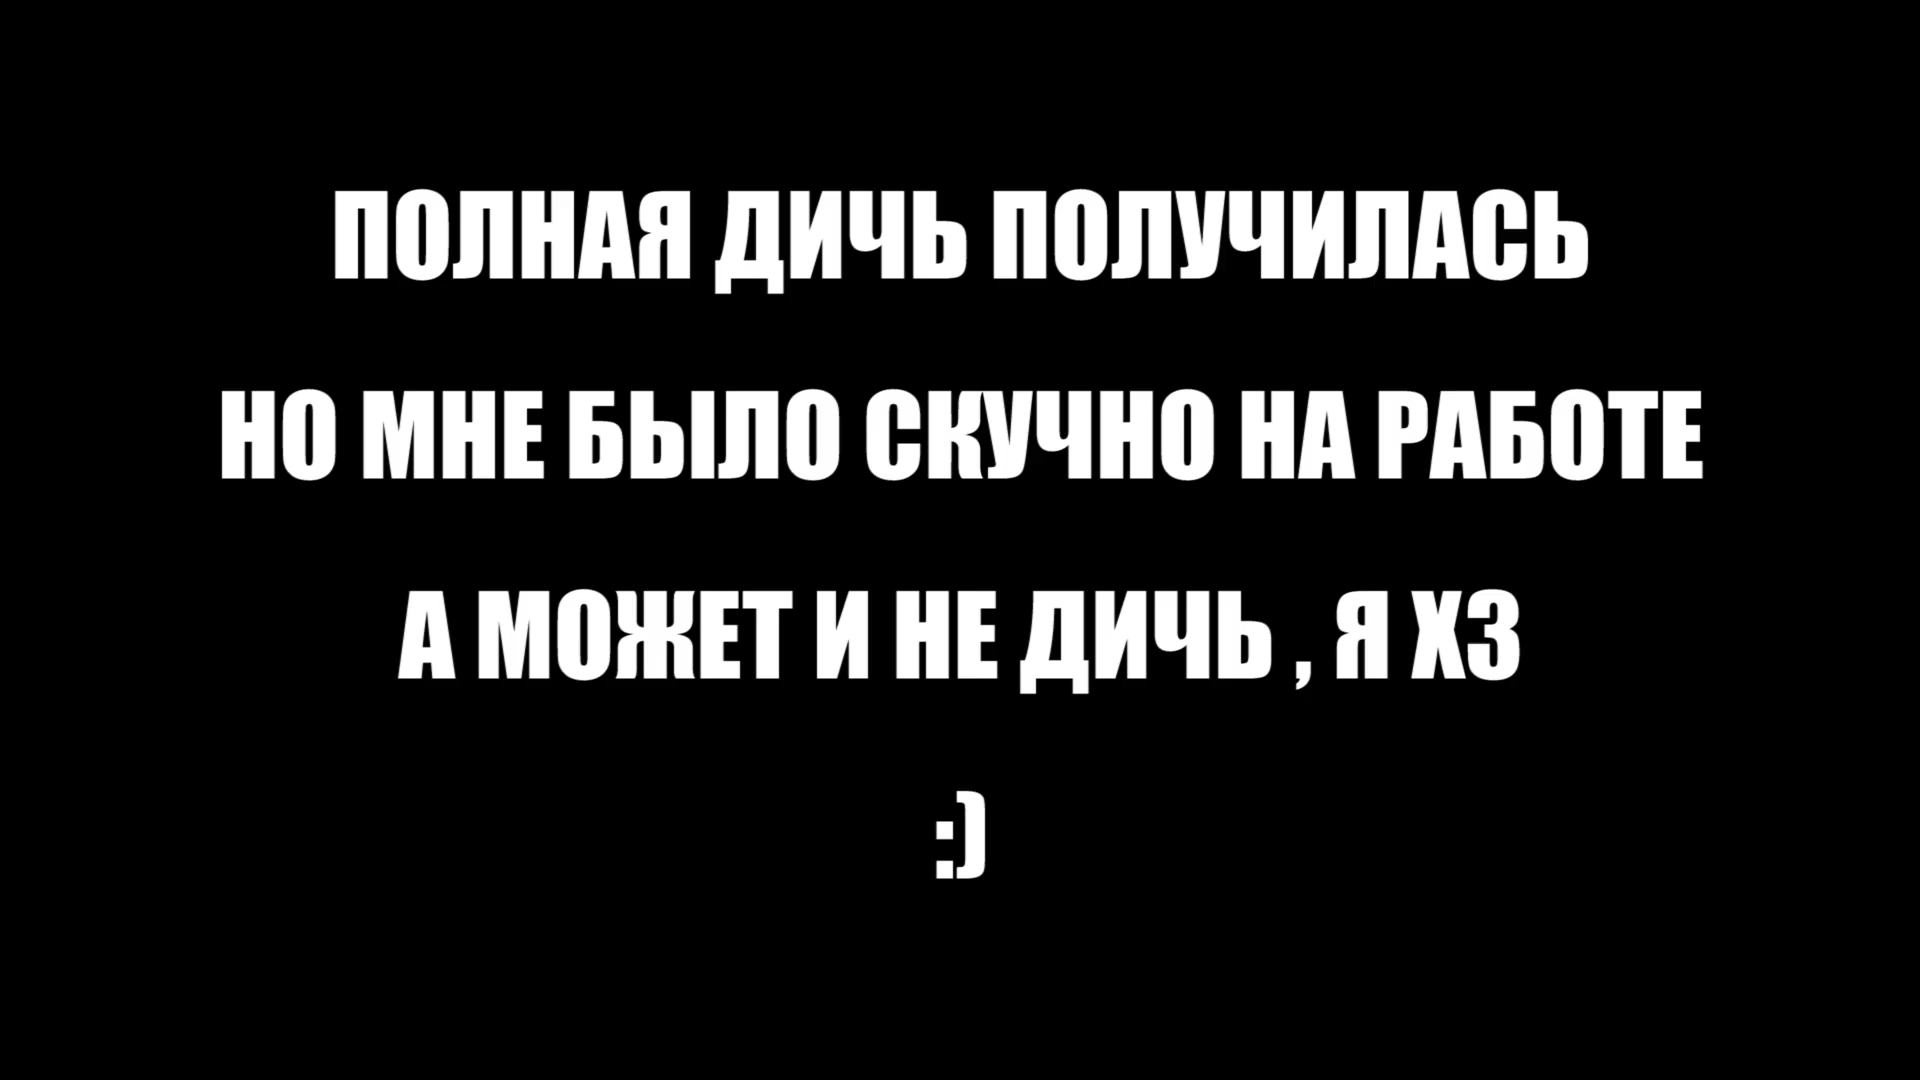 ПОЛНАЯ ДИЧЬ ПОЛУЧИЛАСЬ
НО МНЕ БЫЛО СКУЧНО НА РАБОТЕ
А МОЖЕТ И НЕ ДИЧЬ , Я ХЗ
:)